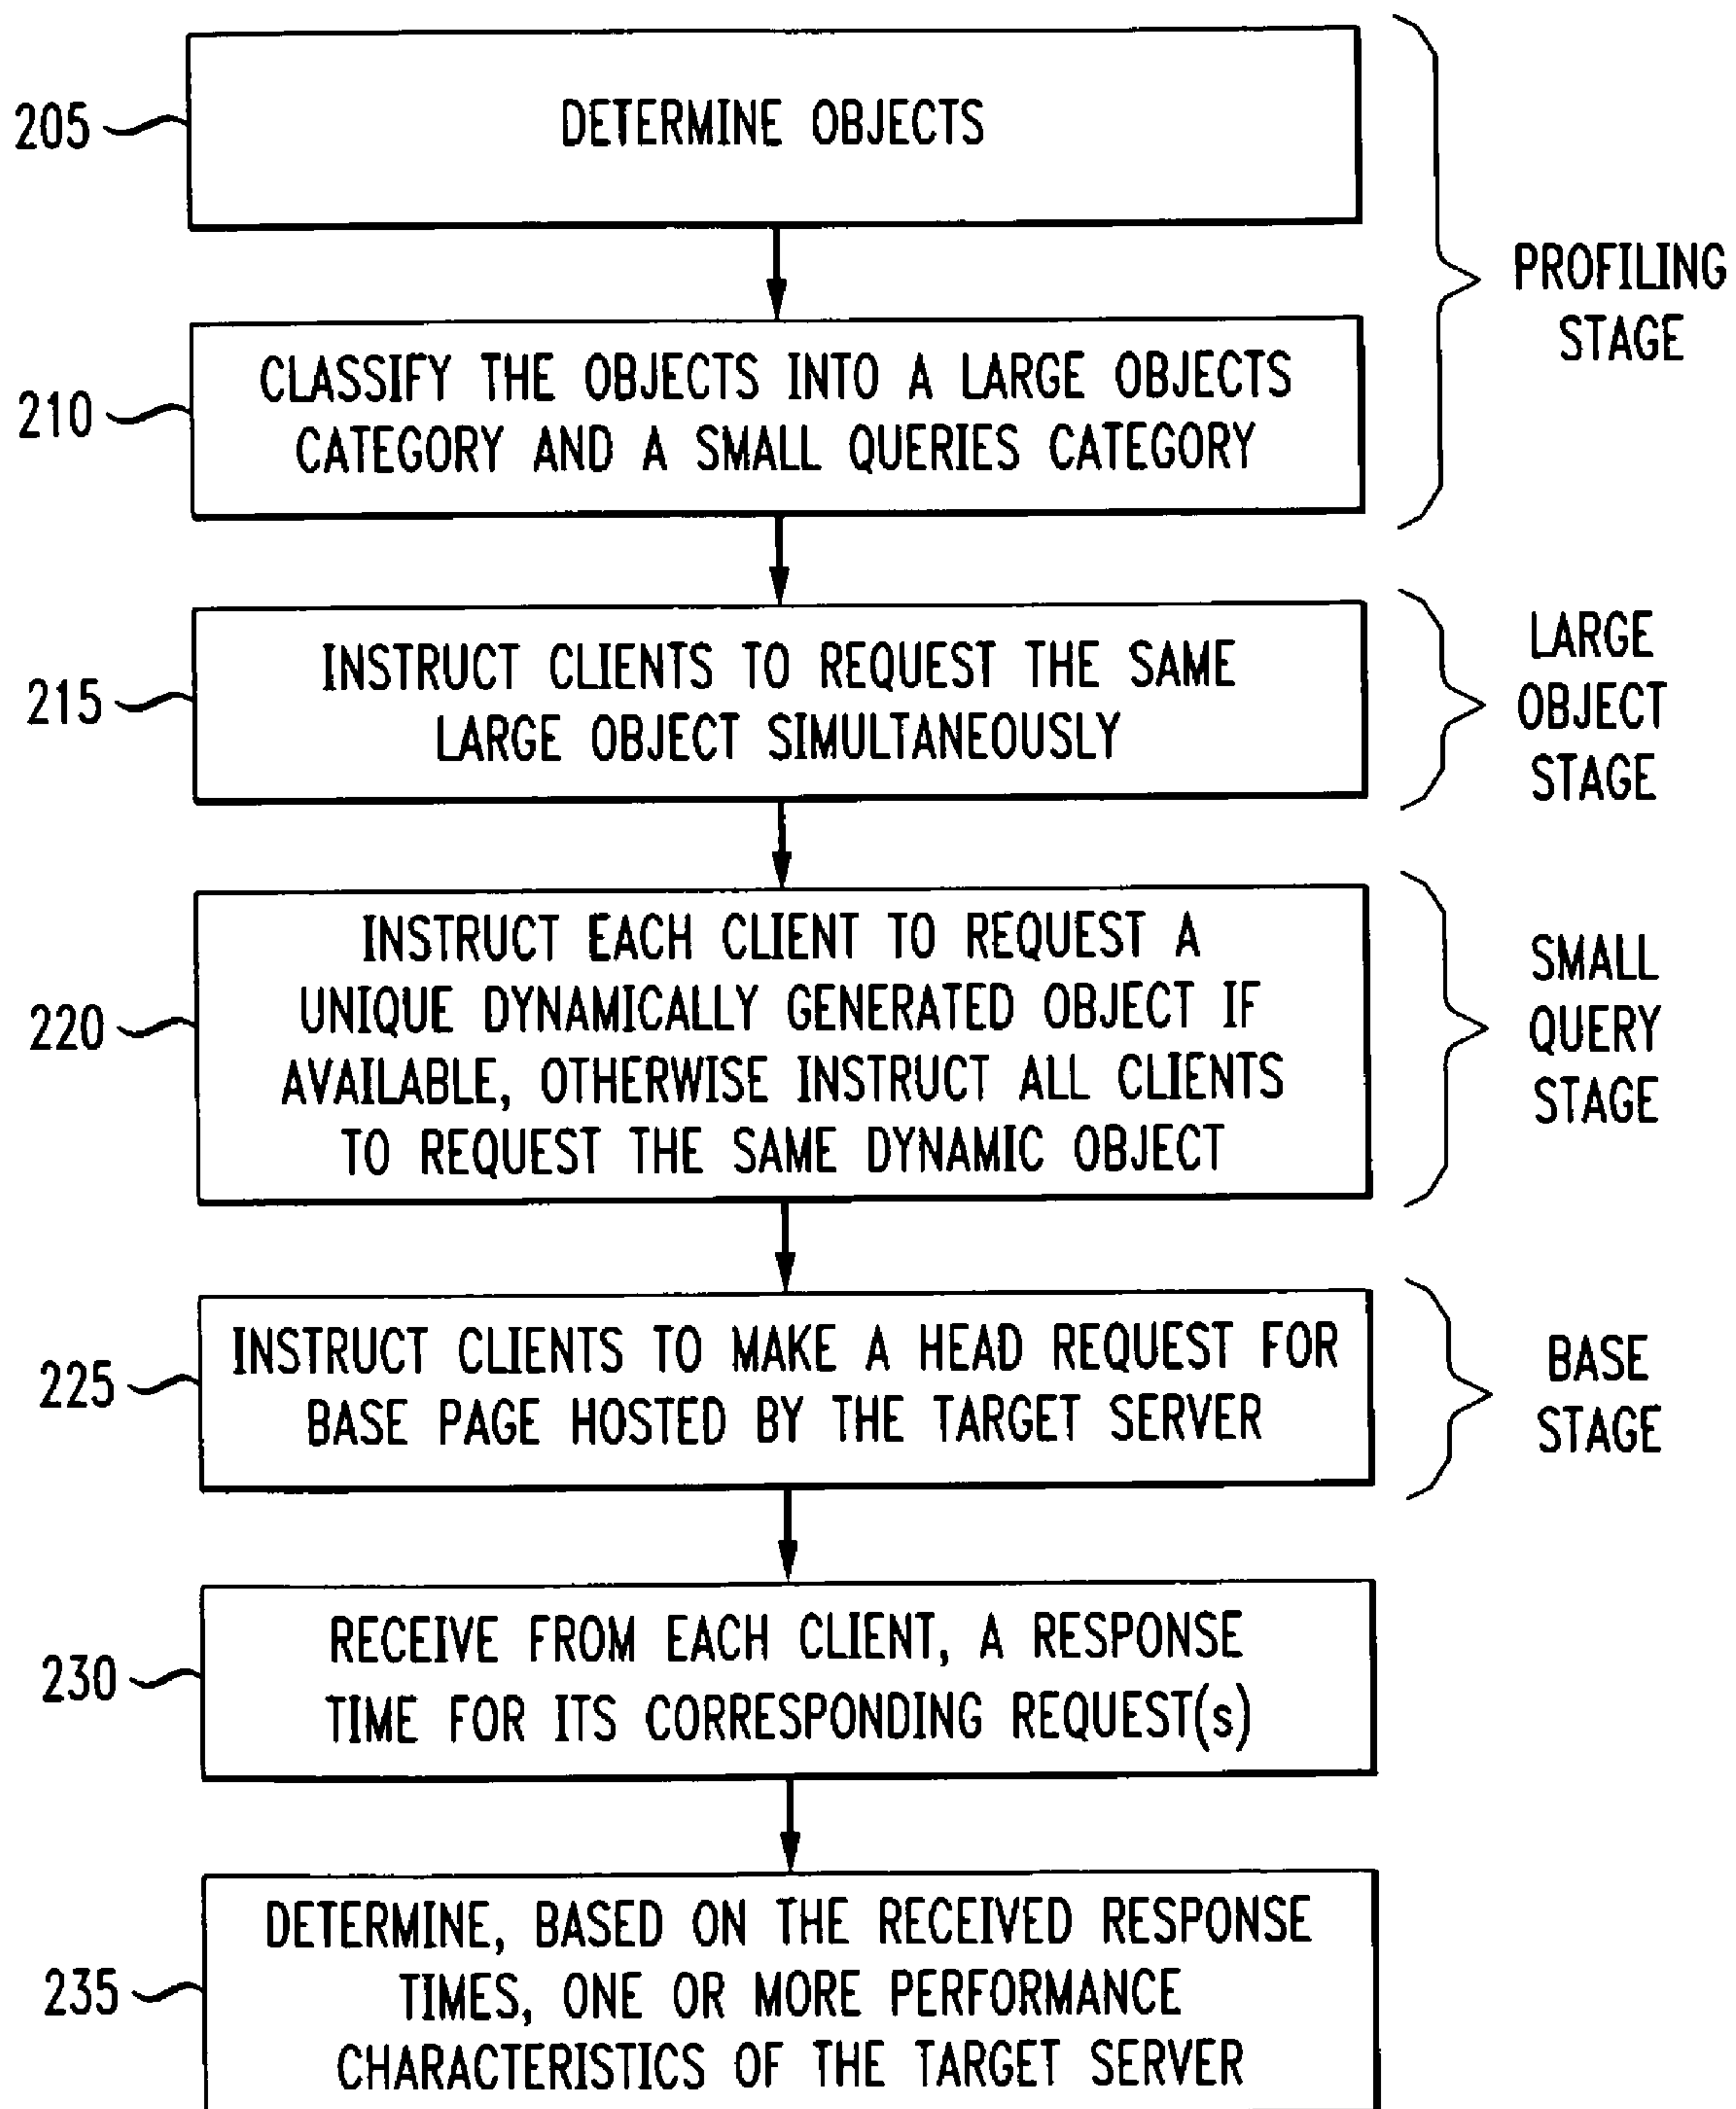 205
DETERMINE OBJECTS
PROFILING
STAGE
210
CLASSIFY THE OBJECTS INTO A LARGE OBJECTS
CATEGORY AND A SMALL QUERIES CATEGORY
215
INSTRUCT CLIENTS TO REQUEST THE SAME
LARGE OBJECT SIMULTANEOUSLY
LARGE
OBJECT
STAGE
220
INSTRUCT EACH CLIENT TO REQUEST A
UNIQUE DYNAMICALLY GENERATED OBJECT IF
AVAILABLE, OTHERWISE INSTRUCT ALL CLIENTS
TO REQUEST THE SAME DYNAMIC OBJECT
SMALL
QUERY
STAGE
225
INSTRUCT CLIENTS TO MAKE A HEAD REQUEST FOR
BASE PAGE HOSTED BY THE TARGET SERVER
BASE
STAGE
230
RECEIVE FROM EACH CLIENT, A RESPONSE
TIME FOR ITS CORRESPONDING REQUEST(s)
235
DETERMINE, BASED ON THE RECEIVED RESPONSE
TIMES, ONE OR MORE PERFORMANCE
CHARACTERISTICS OF THE TARGET SERVER